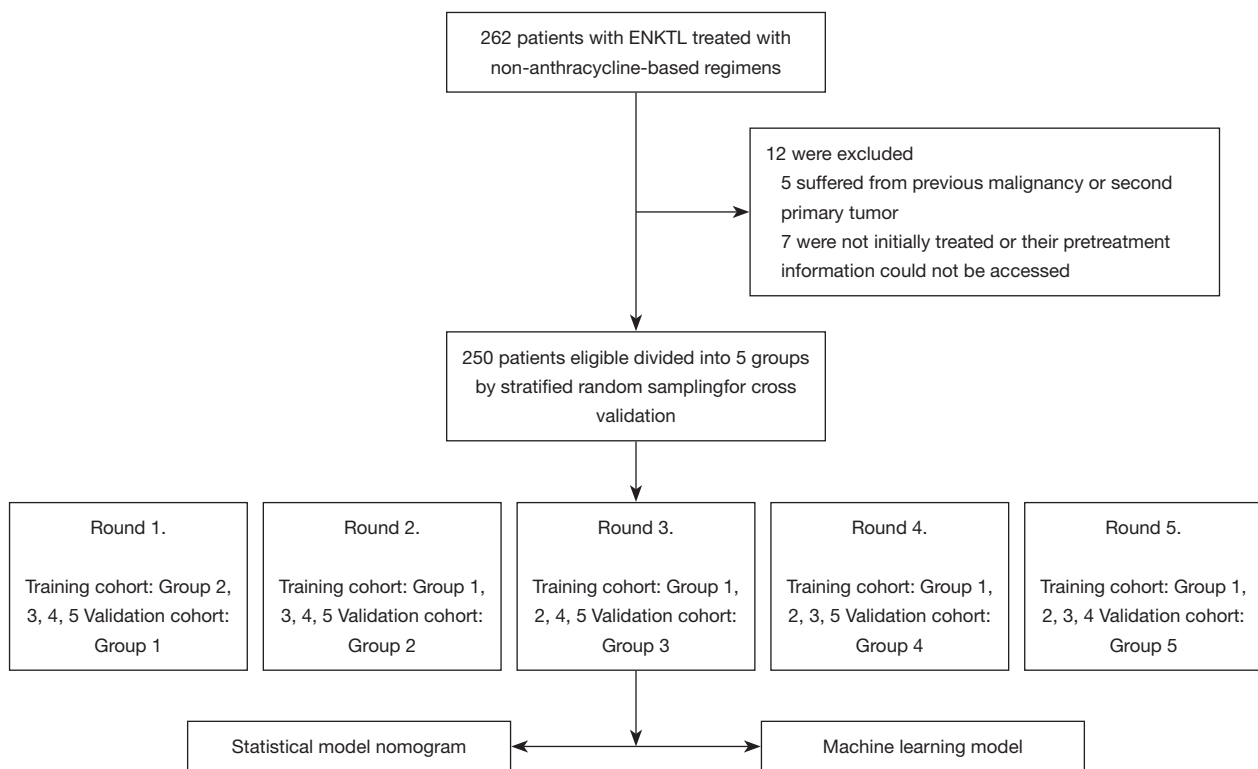 262 patients with ENKTL treated with
non-anthracycline-based regimens
12 were excluded
5 suffered from previous malignancy or second
primary tumor
7 were not initially treated or their pretreatment
information could not be accessed
250 patients eligible divided into 5 groups
by stratified random samplingfor cross
validation
Round 1.
Training cohort: Group 2,
3, 4, 5 Validation cohort:
Group 1
Round 2.
Training cohort: Group 1,
3, 4, 5 Validation cohort:
Group 2
Round 3.
Training cohort: Group 1,
2, 4, 5 Validation cohort:
Group 3
Round 4.
Training cohort: Group 1,
2, 3, 5 Validation cohort:
Group 4
Round 5.
Training cohort: Group 1,
2, 3, 4 Validation cohort:
Group 5
Statistical model nomogram
Machine learning model